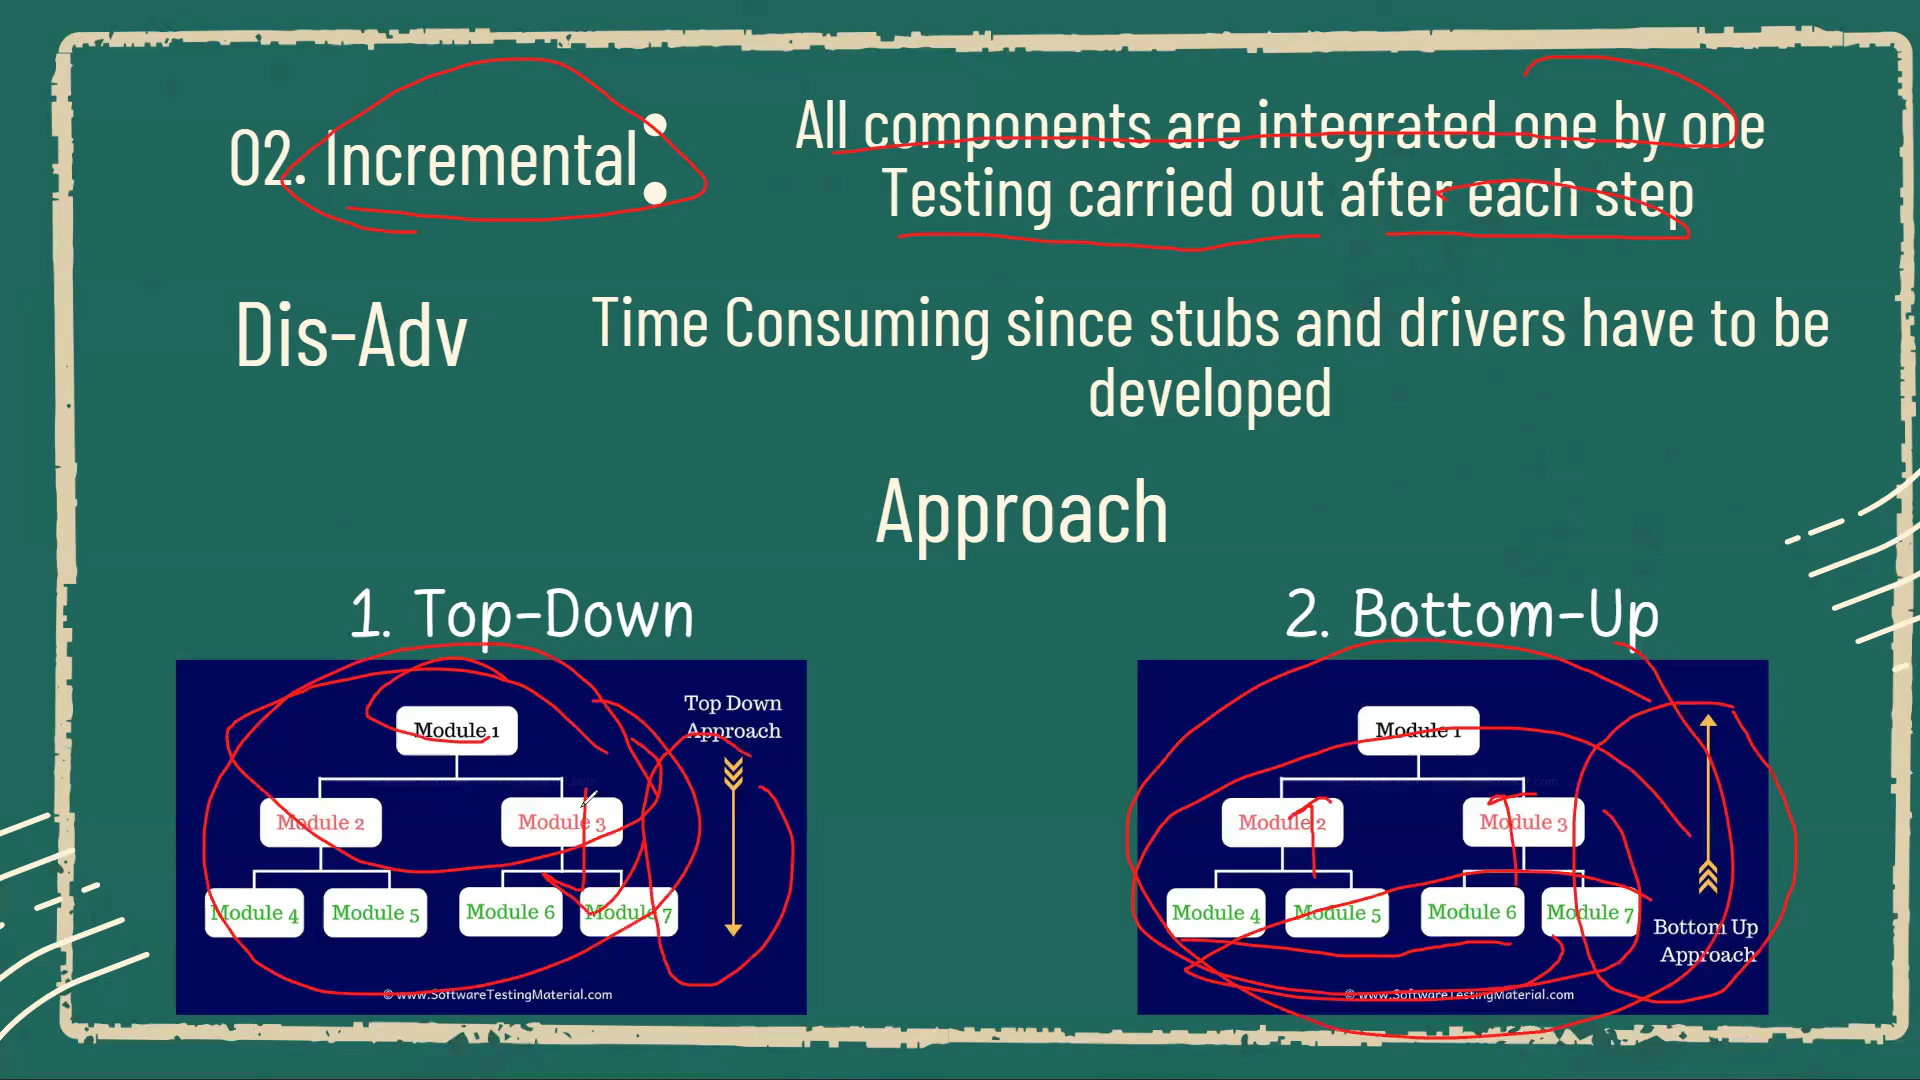 02. Incremental:
All components are integrated one by one
Testing carried out after each step
Dis-Adv
Time Consuming since stubs and drivers have to be
developed
Approach
1. Top-Down
2. Bottom-Up
Module 1
Top Down
Approach
Module 2
Module 3
Module 4
Module 5
Module 6
Module 7
© www.SoftwareTestingMaterial.com
Module 1
Module 2
Module 3
Module 4
Module 5
Module 6
Module 7
Bottom Up
Approach
© www.SoftwareTestingMaterial.com